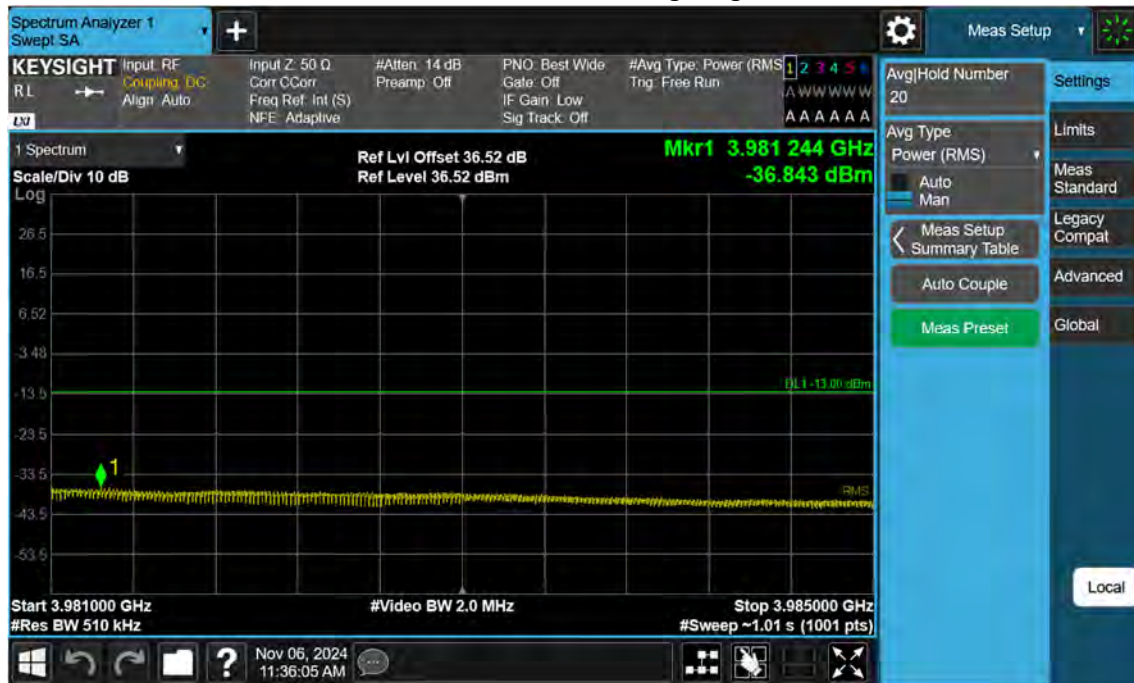 Spectrum Analyzer 1
Swept SA
+
Meas Setup
KEYSIGHT
RL
LXI
Input: RF
Coupling: DC
Align: Auto
Input Z: 50 Ω
Corr CCorr
Freq Ref: Int (S)
NFE: Adaptive
#Atten: 14 dB
Preamp: Off
PNO: Best Wide
Gate: Off
IF Gain: Low
Sig Track: Off
#Avg Type: Power (RMS
Trig: Free Run
1 2 3 4 5 6
A W W W W W
A A A A A A
1 Spectrum
Scale/Div 10 dB
Log
Ref Lvl Offset 36.52 dB
Ref Level 36.52 dBm
Mkr1 3.981 244 GHz
-36.843 dBm
26.5
16.5
6.52
-3.48
-13.5
DL1 -13.00 dBm
-23.5
-33.5
1
RMS
-43.5
-53.5
Start 3.981000 GHz
#Res BW 510 kHz
#Video BW 2.0 MHz
Stop 3.985000 GHz
#Sweep ~1.01 s (1001 pts)
Avg|Hold Number
20
Avg Type
Power (RMS)
Auto
Man
Meas Setup
Summary Table
Auto Couple
Meas Preset
Settings
Limits
Meas
Standard
Legacy
Compat
Advanced
Global
Local
?
Nov 06, 2024
11:36:05 AM